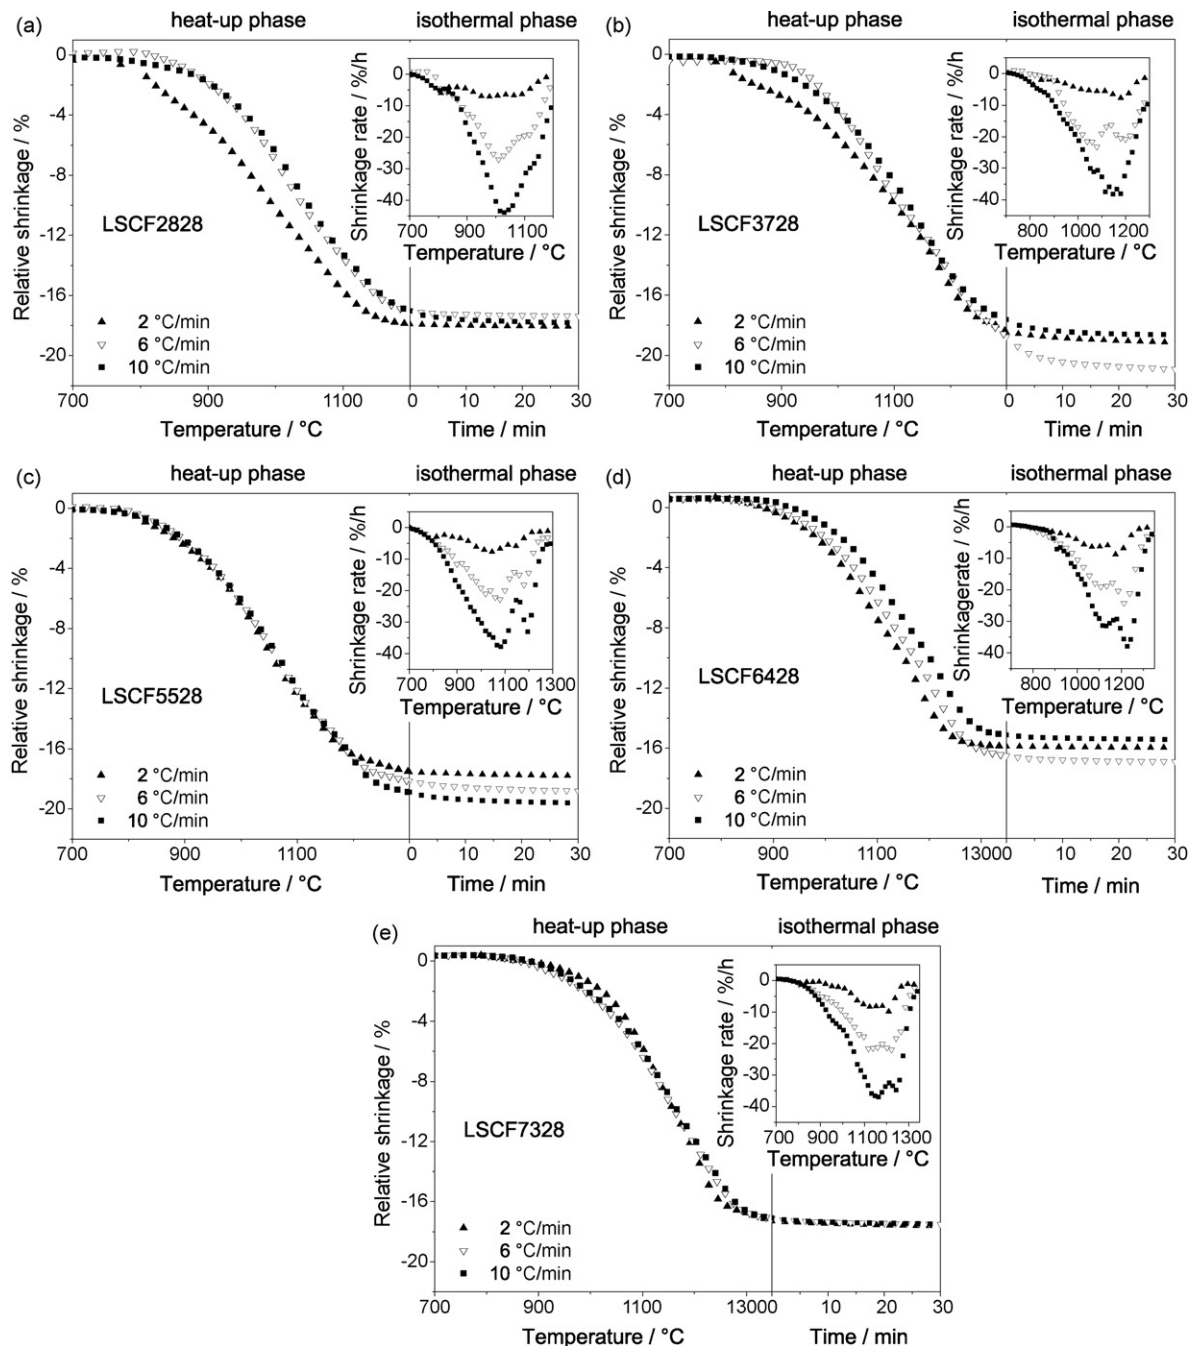 (a)
heat-up phase
isothermal phase
0
-4
-8
-12
-16
-20
Relative shrinkage / %
LSCF2828
2 °C/min
6 °C/min
10 °C/min
700
900
1100
0
10
20
30
Temperature / °C
Time / min
0
-10
-20
-30
-40
Shrinkage rate / %/h
700
900
1100
Temperature / °C
(b)
heat-up phase
isothermal phase
0
-4
-8
-12
-16
-20
Relative shrinkage / %
LSCF3728
2 °C/min
6 °C/min
10 °C/min
700
900
1100
0
10
20
30
Temperature / °C
Time / min
0
-10
-20
-30
-40
Shrinkage rate / %/h
800
1000
1200
Temperature / °C
(c)
heat-up phase
isothermal phase
0
-4
-8
-12
-16
-20
Relative shrinkage / %
LSCF5528
2 °C/min
6 °C/min
10 °C/min
700
900
1100
0
10
20
30
Temperature / °C
Time / min
0
-10
-20
-30
-40
Shrinkage rate / %/h
700
900
1100
1300
Temperature / °C
(d)
heat-up phase
isothermal phase
0
-4
-8
-12
-16
-20
Relative shrinkage / %
LSCF6428
2 °C/min
6 °C/min
10 °C/min
700
900
1100
13000
10
20
30
Temperature / °C
Time / min
0
-10
-20
-30
-40
Shrinkagerate / %/h
800
1000
1200
Temperature / °C
(e)
heat-up phase
isothermal phase
0
-4
-8
-12
-16
-20
Relative shrinkage / %
LSCF7328
2 °C/min
6 °C/min
10 °C/min
700
900
1100
13000
10
20
30
Temperature / °C
Time / min
0
-10
-20
-30
-40
Shrinkage rate / %/h
700
900
1100
1300
Temperature / °C